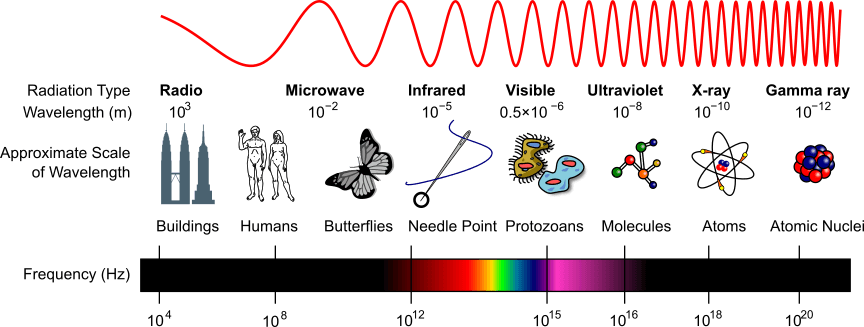 Radiation Type Radio Microwave Infrared Visible Ultraviolet X-ray Gamma ray
Wavelength (m) 10³ 10⁻² 10⁻⁵ 0.5×10⁻⁶ 10⁻⁸ 10⁻¹⁰ 10⁻¹²
Approximate Scale
of Wavelength
Buildings Humans Butterflies Needle Point Protozoans Molecules Atoms Atomic Nuclei
Frequency (Hz)
10⁴ 10⁸ 10¹² 10¹⁵ 10¹⁶ 10¹⁸ 10²⁰